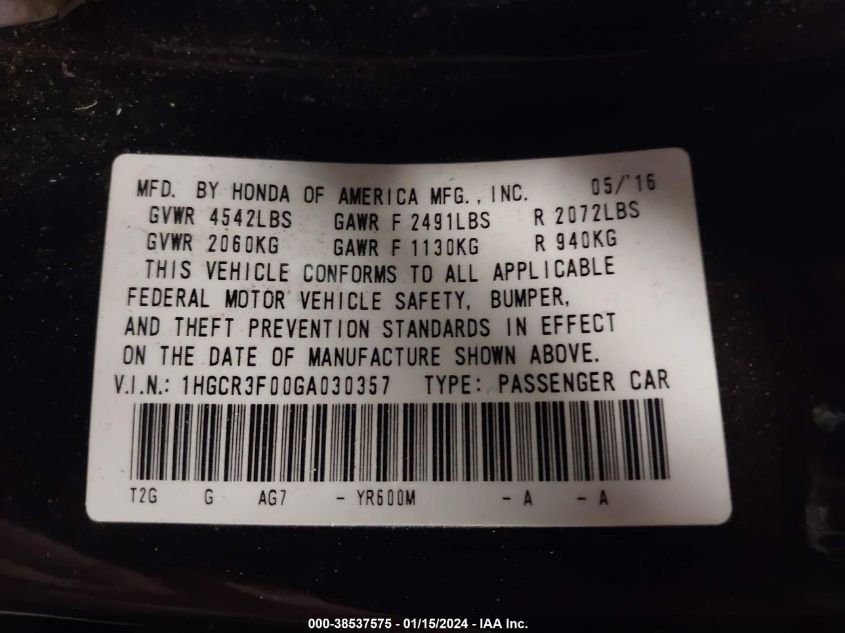 MFD. BY HONDA OF AMERICA MFG., INC. 05/'16
GVWR 4542LBS GAWR F 2491LBS R 2072LBS
GVWR 2060KG GAWR F 1130KG R 940KG
THIS VEHICLE CONFORMS TO ALL APPLICABLE
FEDERAL MOTOR VEHICLE SAFETY, BUMPER,
AND THEFT PREVENTION STANDARDS IN EFFECT
ON THE DATE OF MANUFACTURE SHOWN ABOVE.
V.I.N.: 1HGCR3F00GA030357 TYPE: PASSENGER CAR
T2G G AG7 - YR600M - A - A
000-38537575 - 01/15/2024 - IAA Inc.